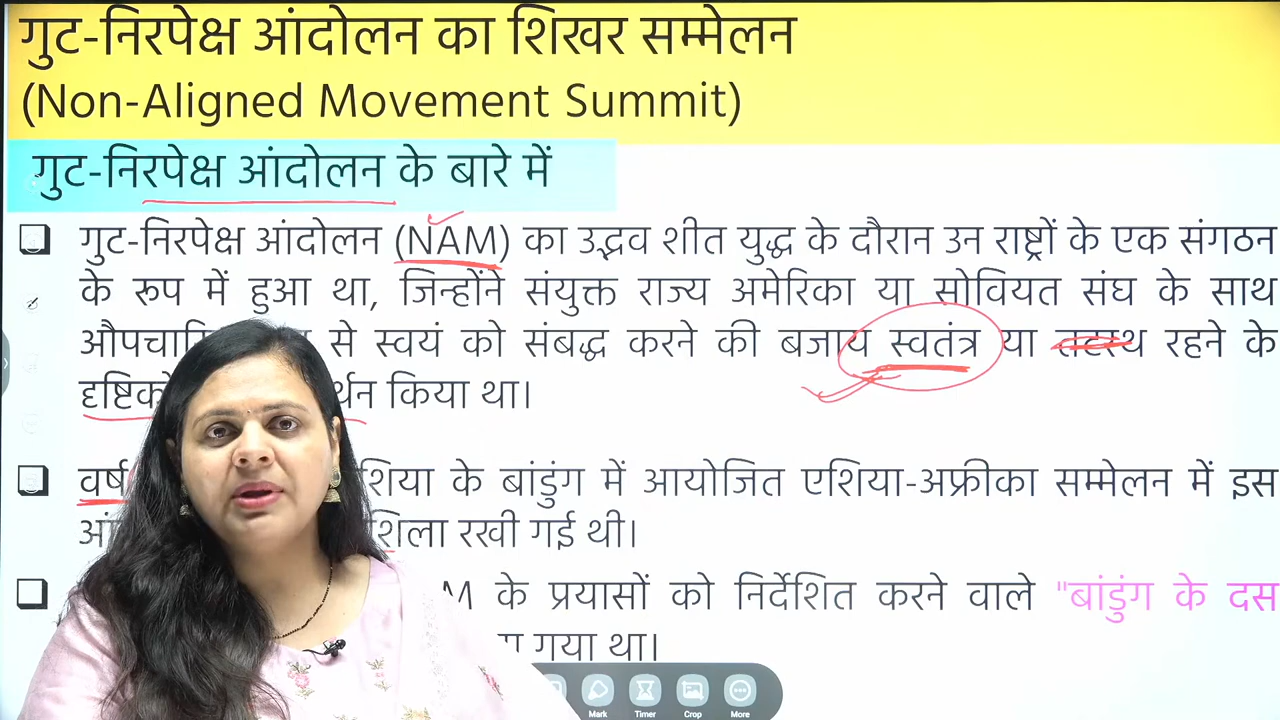 गुट-निरपेक्ष आंदोलन का शिखर सम्मेलन
(Non-Aligned Movement Summit)
गुट-निरपेक्ष आंदोलन के बारे में
गुट-निरपेक्ष आंदोलन (NAM) का उद्भव शीत युद्ध के दौरान उन राष्ट्रों के एक संगठन
के रूप में हुआ था, जिन्होंने संयुक्त राज्य अमेरिका या सोवियत संघ के साथ
से स्वयं को संबद्ध करने की बजाय स्वतंत्र या तटस्थ रहने के
किया था।
वर्ष के बांडुंग में आयोजित एशिया-अफ्रीका सम्मेलन में इस
रखी गई थी।
के प्रयासों को निर्देशित करने वाले "बांडुंग के दस
गया था।
Mark Timer Crop More